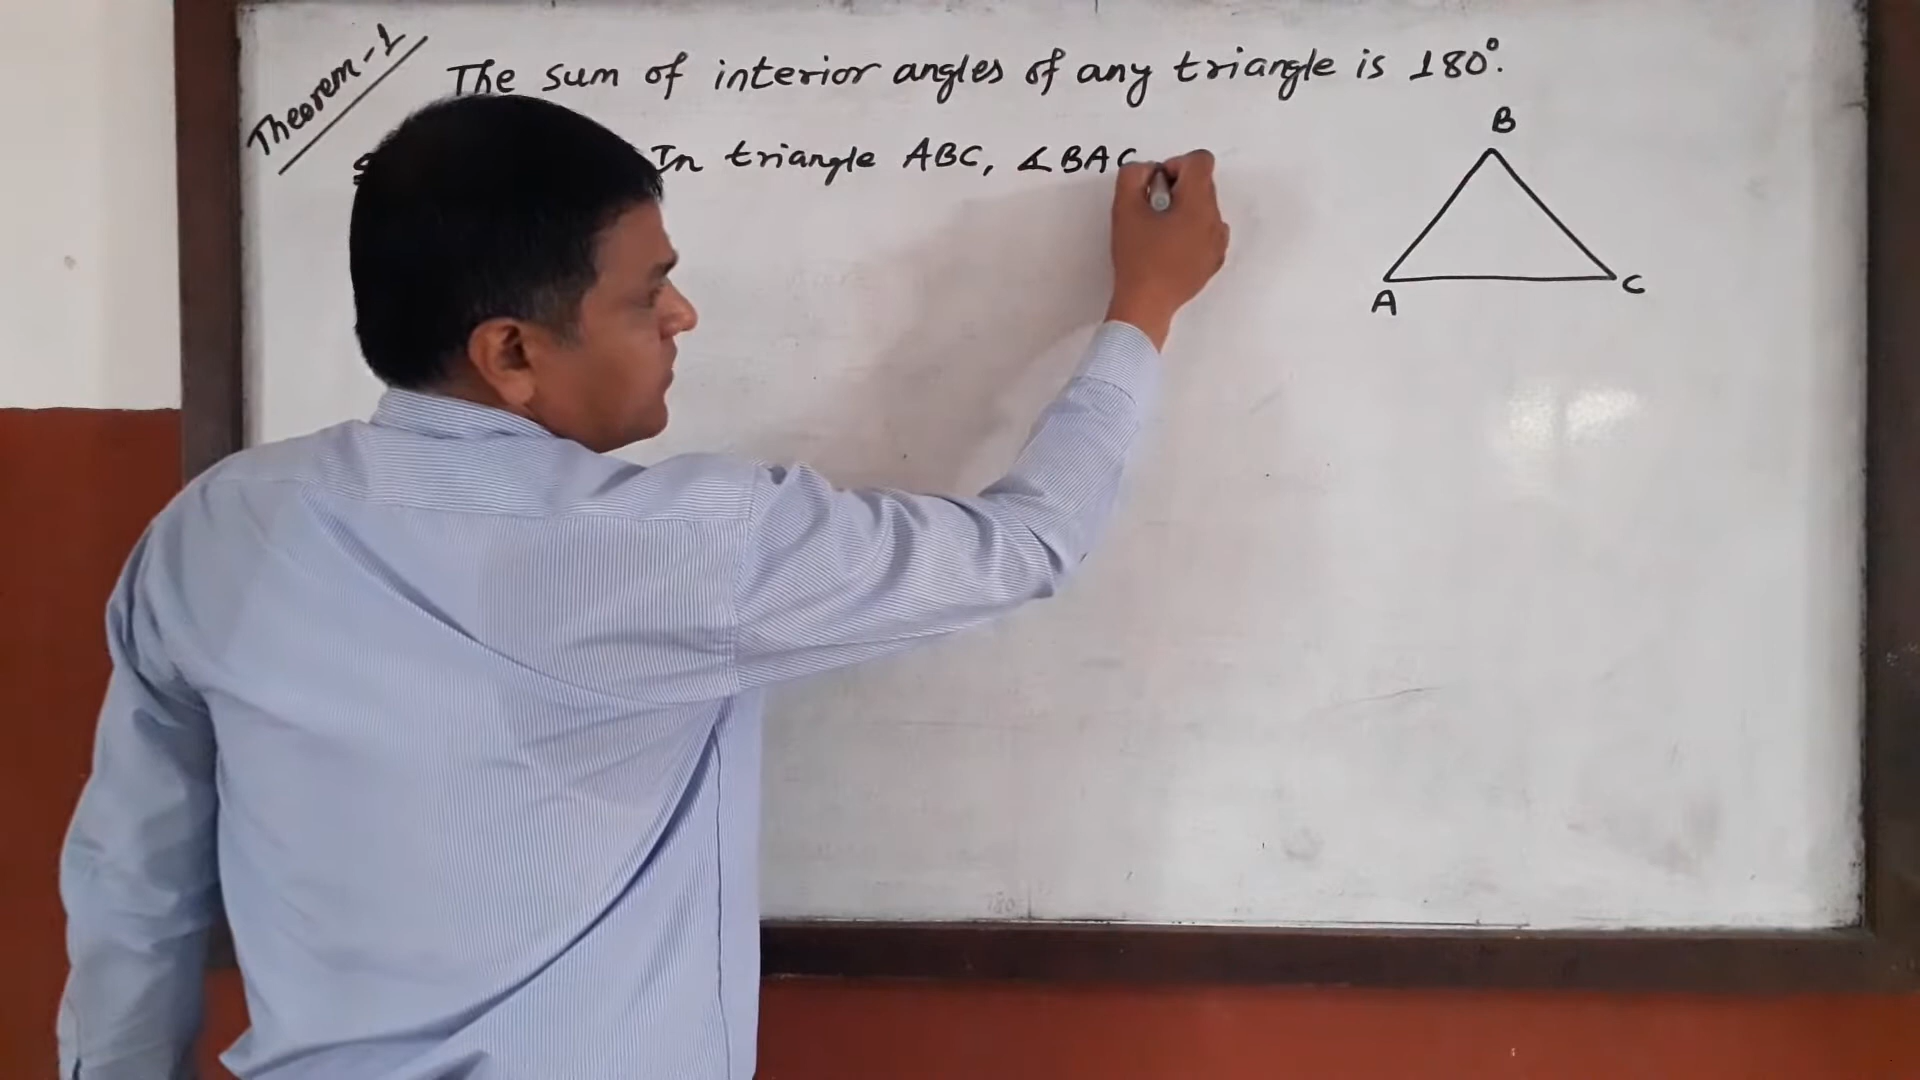 Theorem-1
The sum of interior angles of any triangle is 180°.
In triangle ABC, ∡BAC
B
A
C